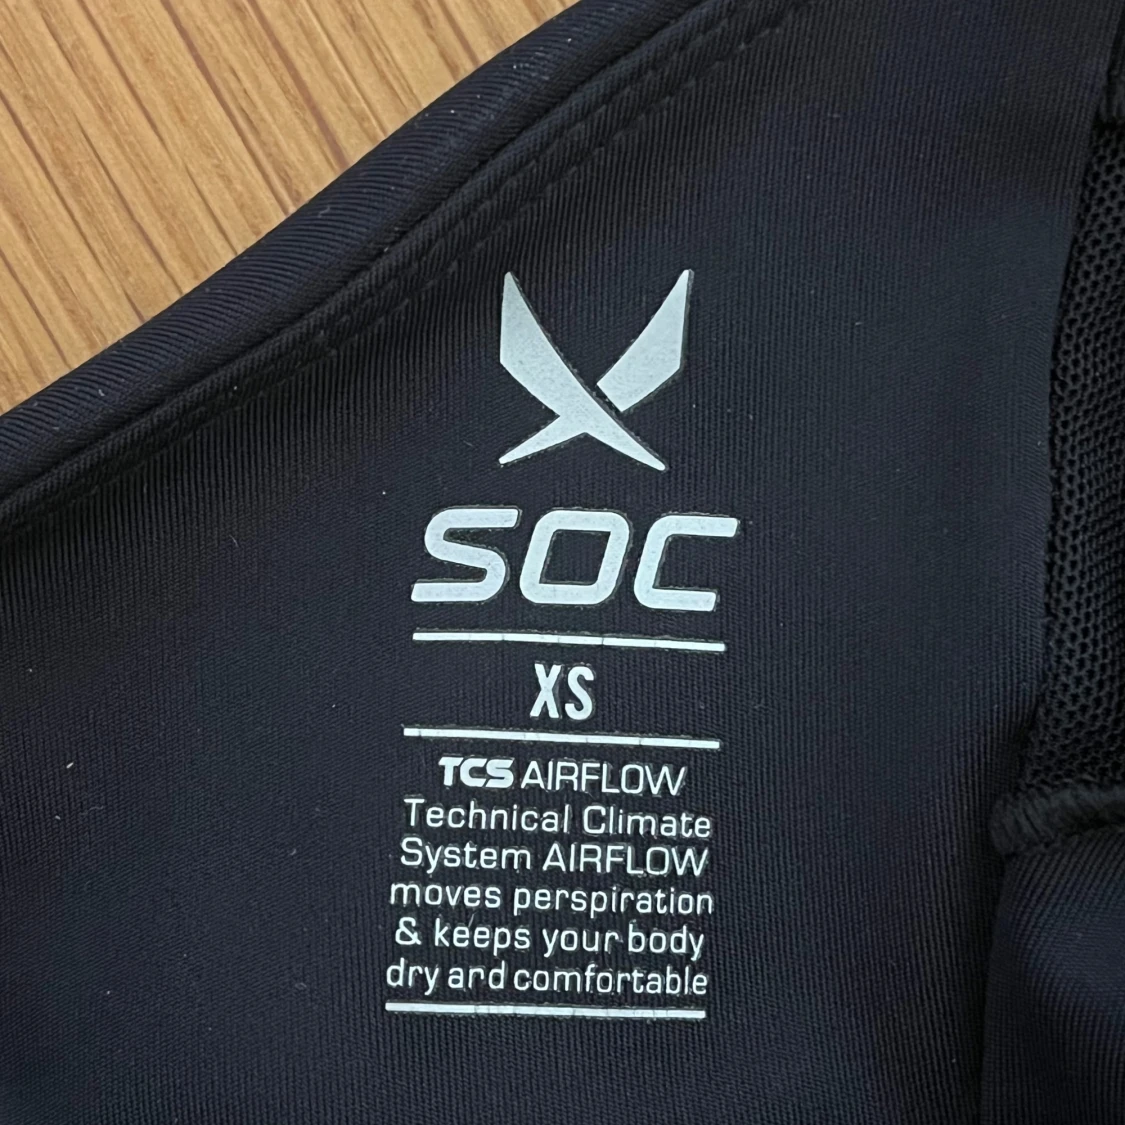 SOC
XS
TCS AIRFLOW
Technical Climate
System AIRFLOW
moves perspiration
& keeps your body
dry and comfortable